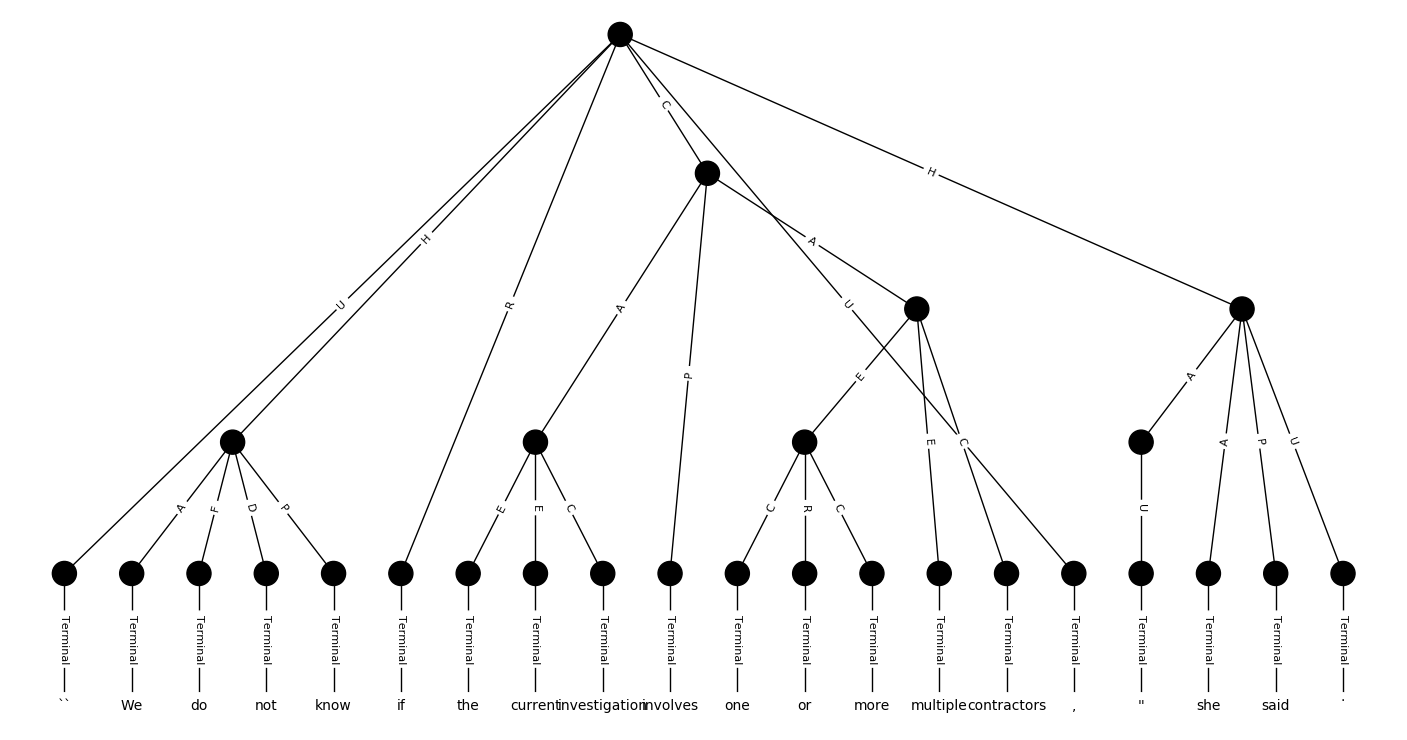 C
H
H
A
U
R
A
U
P
E
A
E
C
A
P
U
A
F
D
P
E
E
C
C
R
C
U
Terminal Terminal Terminal Terminal Terminal Terminal Terminal Terminal Terminal Terminal Terminal Terminal Terminal Terminal Terminal Terminal Terminal Terminal Terminal Terminal
`` We do not know if the current investigation involves one or more multiple contractors , " she said .